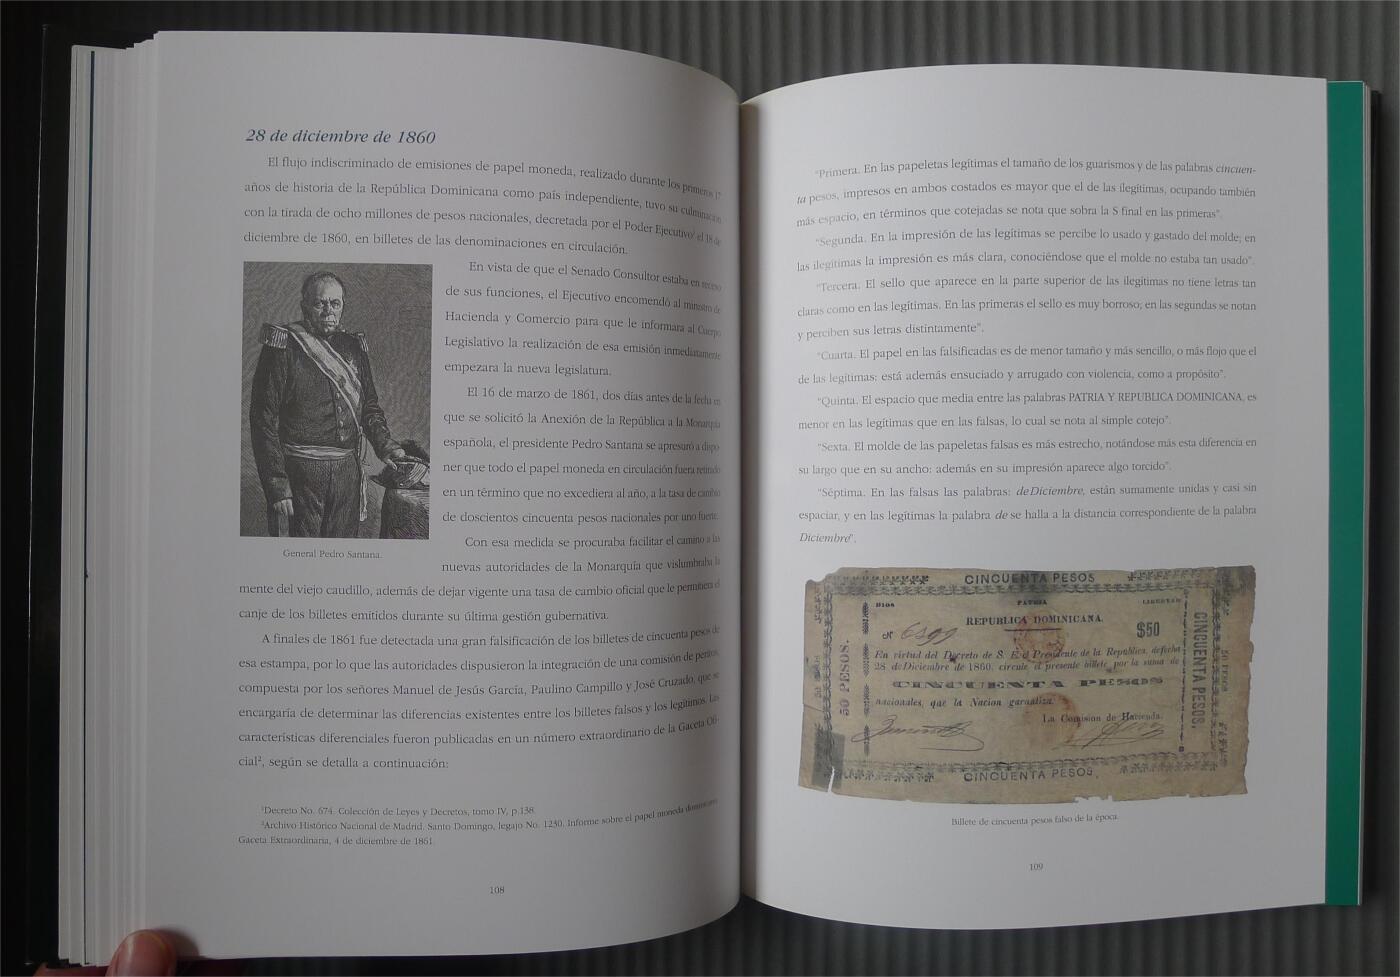 28 de diciembre de 1860
El flujo indiscriminado de emisiones de papel moneda, realizado durante los primeros 17
años de historia de la República Dominicana como país independiente, tuvo su culminación
con la tirada de ocho millones de pesos nacionales, decretada por el Poder Ejecutivo¹ el 18 de
diciembre de 1860, en billetes de las denominaciones en circulación.
En vista de que el Senado Consultor estaba en receso
de sus funciones, el Ejecutivo encomendó al ministro de
Hacienda y Comercio para que le informara al Cuerpo
Legislativo la realización de esa emisión inmediatamente
empezara la nueva legislatura.
El 16 de marzo de 1861, dos días antes de la fecha en
que se solicitó la Anexión de la República a la Monarquía
española, el presidente Pedro Santana se apresuró a dispo-
ner que todo el papel moneda en circulación fuera retirado
en un término que no excediera al año, a la tasa de cambio
de doscientos cincuenta pesos nacionales por uno fuerte.
General Pedro Santana.
Con esa medida se procuraba facilitar el camino a las
nuevas autoridades de la Monarquía que vislumbraba la
mente del viejo caudillo, además de dejar vigente una tasa de cambio oficial que le permitiera el
canje de los billetes emitidos durante su última gestión gubernativa.
A finales de 1861 fue detectada una gran falsificación de los billetes de cincuenta pesos de
esa estampa, por lo que las autoridades dispusieron la integración de una comisión de peritos,
compuesta por los señores Manuel de Jesús García, Paulino Campillo y José Cruzado, que se
encargaría de determinar las diferencias existentes entre los billetes falsos y los legítimos. Las
características diferenciales fueron publicadas en un número extraordinario de la Gaceta Ofi-
cial², según se detalla a continuación:
¹Decreto No. 674. Colección de Leyes y Decretos, tomo IV, p.138.
²Archivo Histórico Nacional de Madrid. Santo Domingo, legajo No. 1230. Informe sobre el papel moneda dominicano.
Gaceta Extraordinaria, 4 de diciembre de 1861.
108
"Primera. En las papeletas legítimas el tamaño de los guarismos y de las palabras cincuen-
ta pesos, impresos en ambos costados es mayor que el de las ilegítimas, ocupando también
más espacio, en términos que cotejadas se nota que sobra la S final en las primeras".
"Segunda. En la impresión de las legítimas se percibe lo usado y gastado del molde; en
las ilegítimas la impresión es más clara, conociéndose que el molde no estaba tan usado".
"Tercera. El sello que aparece en la parte superior de las ilegítimas no tiene letras tan
claras como en las legítimas. En las primeras el sello es muy borroso; en las segundas se notan
y perciben sus letras distintamente".
"Cuarta. El papel en las falsificadas es de menor tamaño y más sencillo, o más flojo que el
de las legítimas: está además ensuciado y arrugado con violencia, como a propósito".
"Quinta. El espacio que media entre las palabras PATRIA Y REPUBLICA DOMINICANA, es
menor en las legítimas que en las falsas, lo cual se nota al simple cotejo".
"Sexta. El molde de las papeletas falsas es más estrecho, notándose más esta diferencia en
su largo que en su ancho: además en su impresión aparece algo torcido".
"Séptima. En las falsas las palabras: de Diciembre, están sumamente unidas y casi sin
espaciar, y en las legítimas la palabra de se halla a la distancia correspondiente de la palabra
Diciembre".
CINCUENTA PESOS
DIOS PATRIA LIBERTAD
REPUBLICA DOMINICANA.
Nº 6499 $50
En virtud del Decreto de S. E. el Presidente de la Republica, de fecha
28 de Diciembre de 1860, circule el presente billete por la suma de
CINCUENTA PESOS
nacionales, que la Nacion garantiza.
La Comision de Hacienda.
CINCUENTA PESOS.
50 PESOS.
CINCUENTA PESOS.
50 PESOS
Billete de cincuenta pesos falso de la época.
109